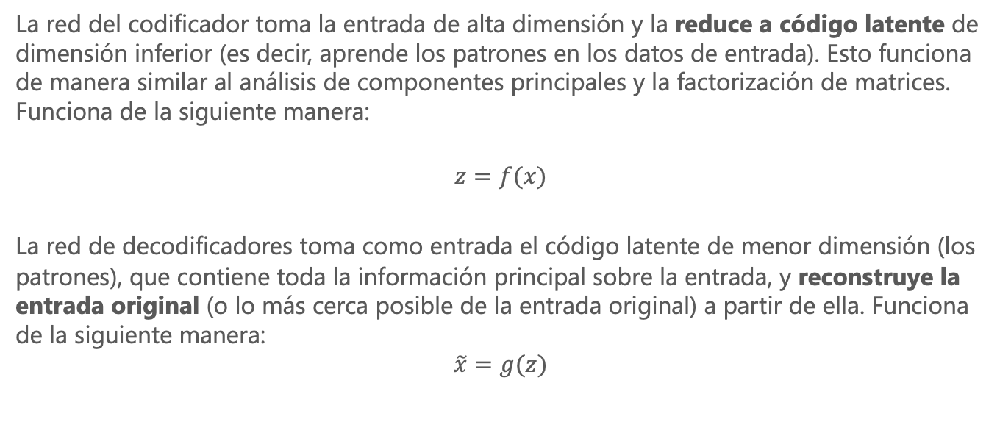 La red del codificador toma la entrada de alta dimensión y la reduce a código latente de
dimensión inferior (es decir, aprende los patrones en los datos de entrada). Esto funciona
de manera similar al análisis de componentes principales y la factorización de matrices.
Funciona de la siguiente manera:
z = f(x)
La red de decodificadores toma como entrada el código latente de menor dimensión (los
patrones), que contiene toda la información principal sobre la entrada, y reconstruye la
entrada original (o lo más cerca posible de la entrada original) a partir de ella. Funciona
de la siguiente manera:
x̃ = g(z)